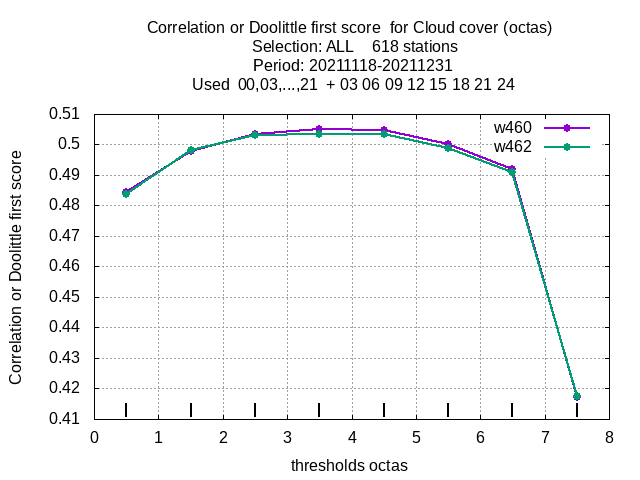 Correlation or Doolittle first score  for Cloud cover (octas)
Selection: ALL    618 stations
Period: 20211118-20211231
Used  00,03,...,21  + 03 06 09 12 15 18 21 24
w460
w462
Correlation or Doolittle first score
0.51
0.5
0.49
0.48
0.47
0.46
0.45
0.44
0.43
0.42
0.41
0 1 2 3 4 5 6 7 8
thresholds octas